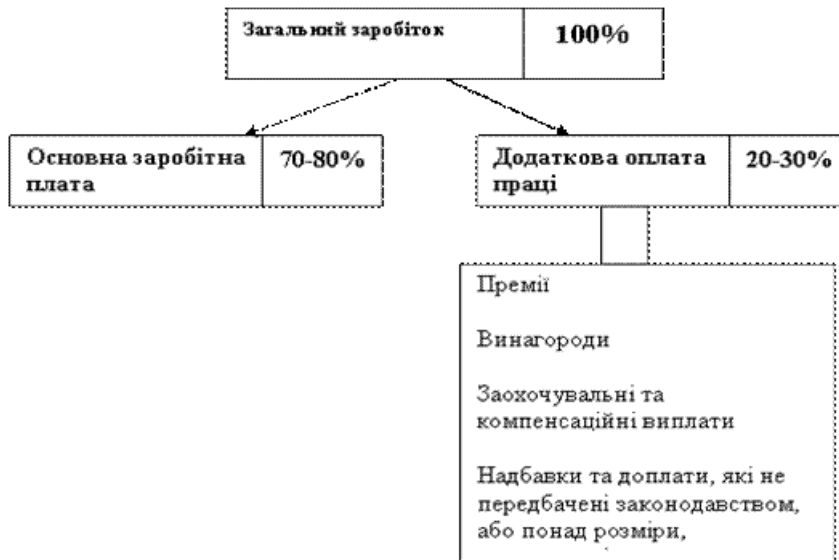 Загальний заробіток
100%
Основна заробітна
плата
70-80%
Додаткова оплата
праці
20-30%
Премії
Винагороди
Заохочувальні та
компенсаційні виплати
Надбавки та доплати, які не
передбачені законодавством,
або понад розміри,